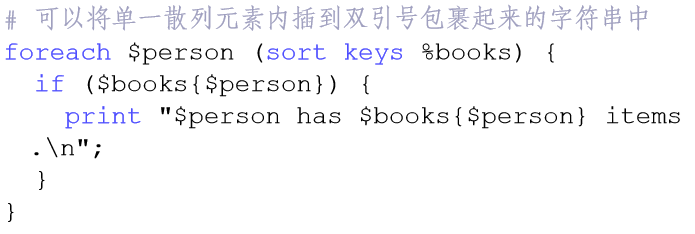 # 可以将单一散列元素内插到双引号包裹起来的字符串中
foreach $person (sort keys %books) {
  if ($books{$person}) {
    print "$person has $books{$person} items
  .\n";
  }
}